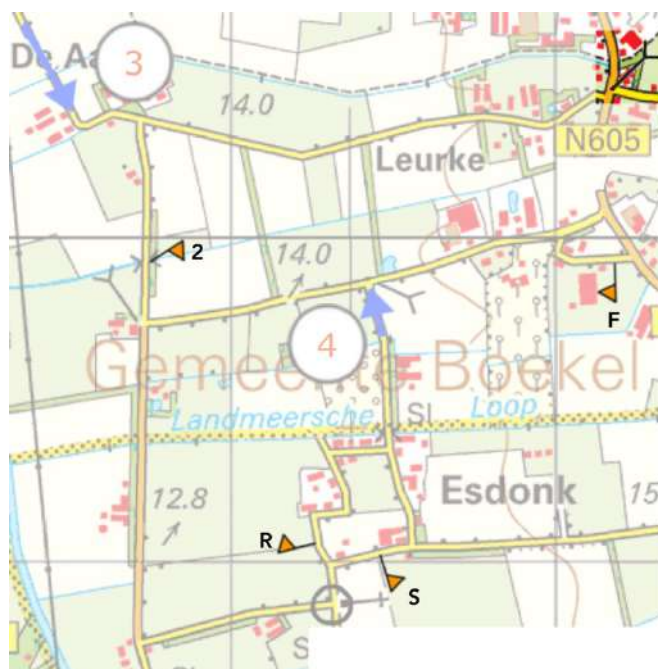 De Aa
3
14.0
N605
Leurke
2
14.0
F
4
Gemeente Boekel
Landmeersche Loop
Sl
12.8
Esdonk
15
R
S
S